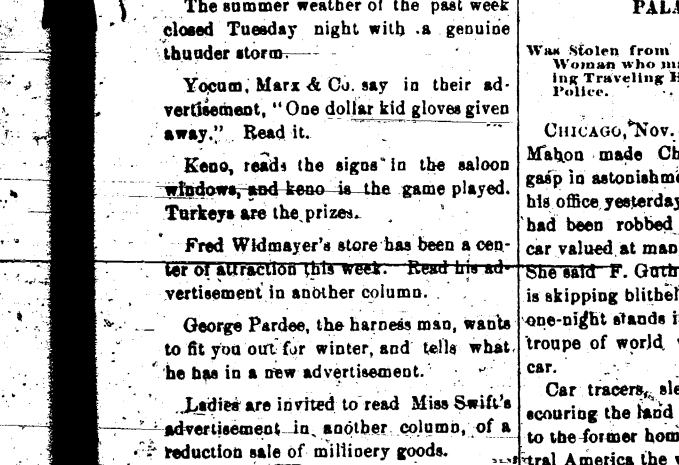 The summer weather of the past week
closed Tuesday night with a genuine
thunder storm.
Yocum, Marx & Co. say in their ad-
vertisement, "One dollar kid gloves given
away." Read it.
Keno, reads the signs in the saloon
windows, and keno is the game played.
Turkeys are the prizes.
Fred Widmayer's store has been a cen-
ter of attraction this week. Read his ad-
vertisement in another column.
George Pardee, the harness man, wants
to fit you out for winter, and tells what
he has in a new advertisement.
Ladies are invited to read Miss Swift's
advertisement in another column, of a
reduction sale of millinery goods.
PALA
Was Stolen from
Woman who ma
ing Traveling H
Police.
CHICAGO, Nov.
Mahon made Ch
gasp in astonishme
his office yesterday
had been robbed
car valued at man
She said F. Guth
is skipping blithel
one-night stands i
troupe of world
car.
Car tracers, sle
scouring the land
to the former hom
tral America the